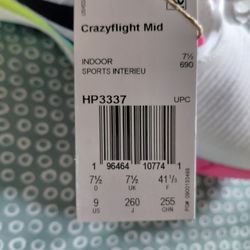 Crazyflight Mid
INDOOR
SPORTS INTERIEU
7½
690
HP3337
UPC
1 96464 10774 1
7½ 7½ 41⅓
D UK F
9 260 255
US J CHN